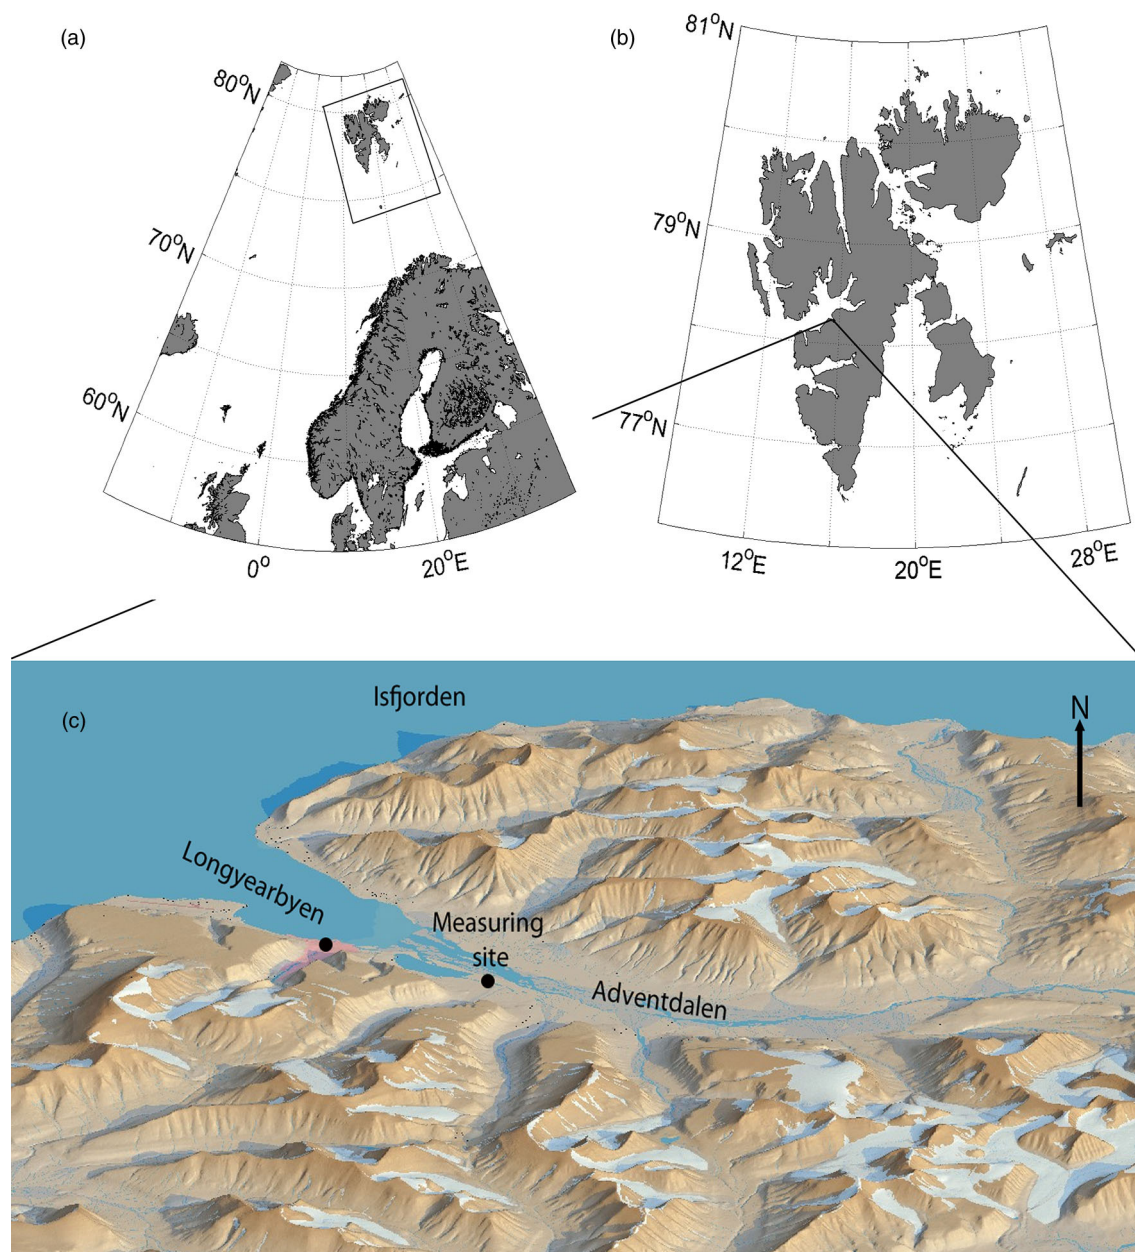 (a)
80°N
70°N
60°N
0°
20°E
(b)
81°N
79°N
77°N
12°E
20°E
28°E
(c)
Isfjorden
N
Longyearbyen
Measuring
site
Adventdalen